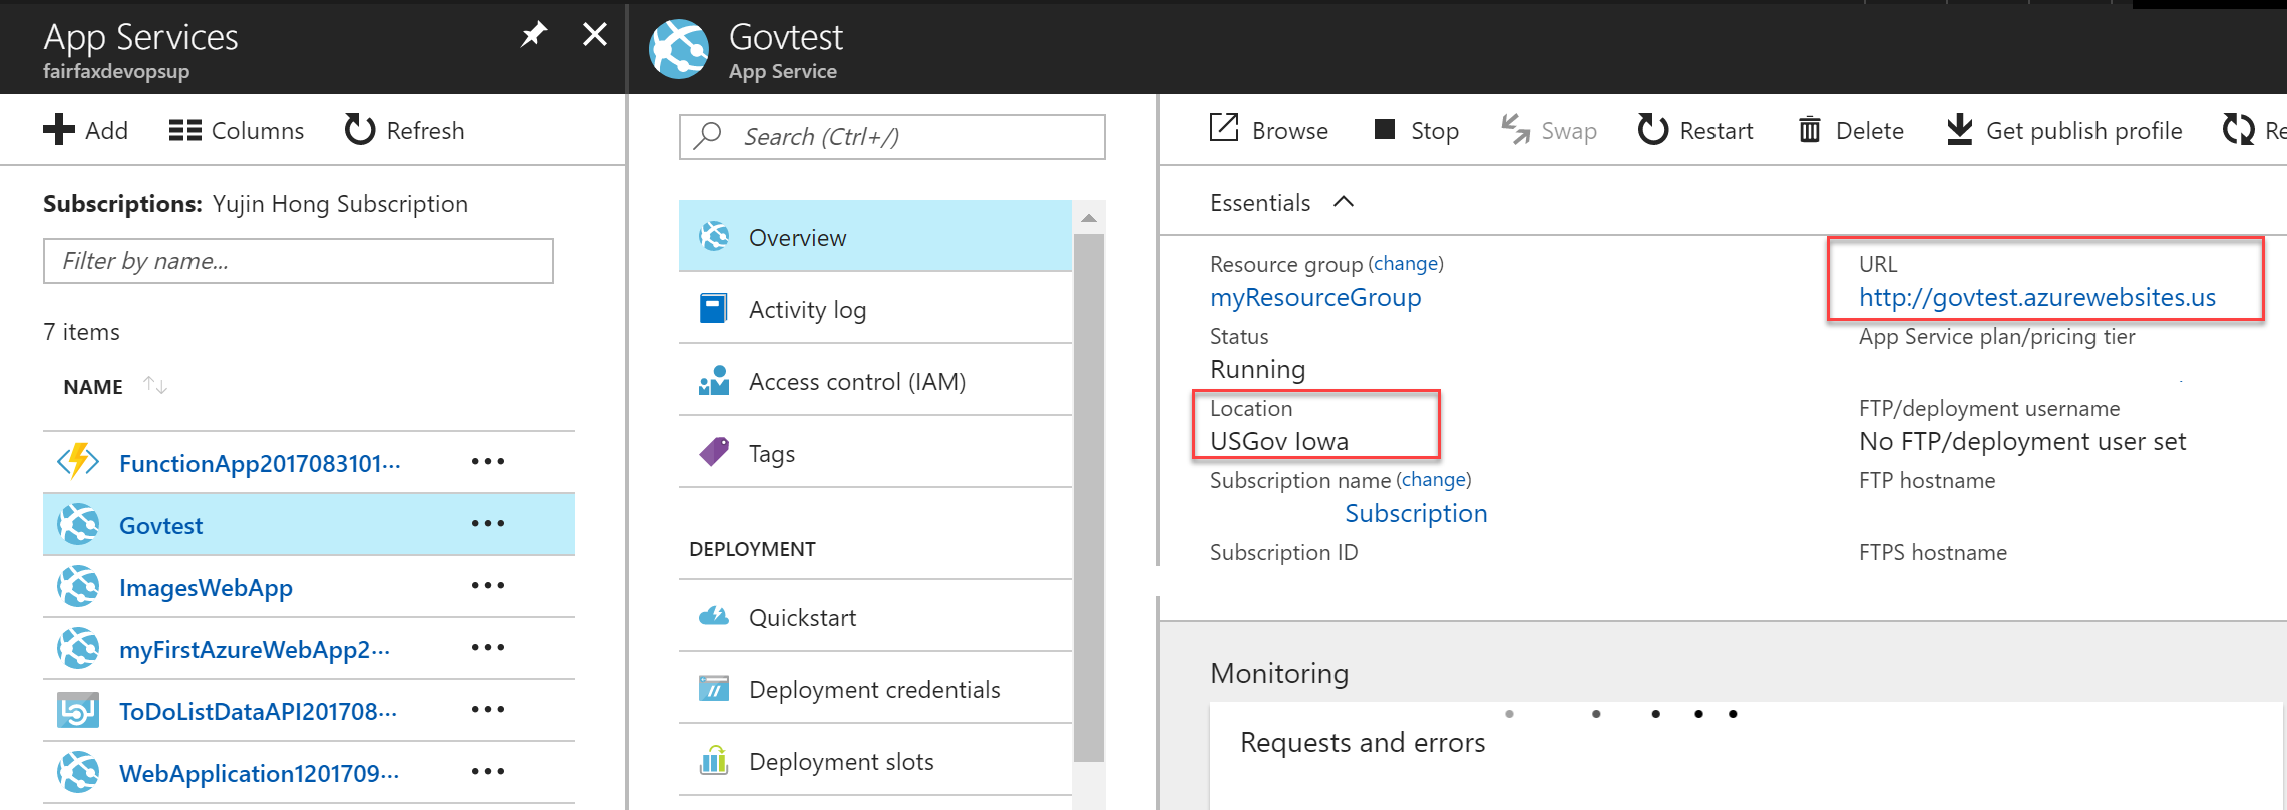 App Services
fairfaxdevopsup
Add
Columns
Refresh
Subscriptions: Yujin Hong Subscription
Filter by name...
7 items
NAME
FunctionApp2017083101···
Govtest
ImagesWebApp
myFirstAzureWebApp2···
ToDoListDataAPI201708···
WebApplication1201709···
Govtest
App Service
Search (Ctrl+/)
Overview
Activity log
Access control (IAM)
Tags
DEPLOYMENT
Quickstart
Deployment credentials
Deployment slots
Browse
Stop
Swap
Restart
Delete
Get publish profile
Re
Essentials
Resource group (change)
myResourceGroup
Status
Running
Location
USGov Iowa
Subscription name (change)
Subscription
Subscription ID
URL
http://govtest.azurewebsites.us
App Service plan/pricing tier
FTP/deployment username
No FTP/deployment user set
FTP hostname
FTPS hostname
Monitoring
Requests and errors